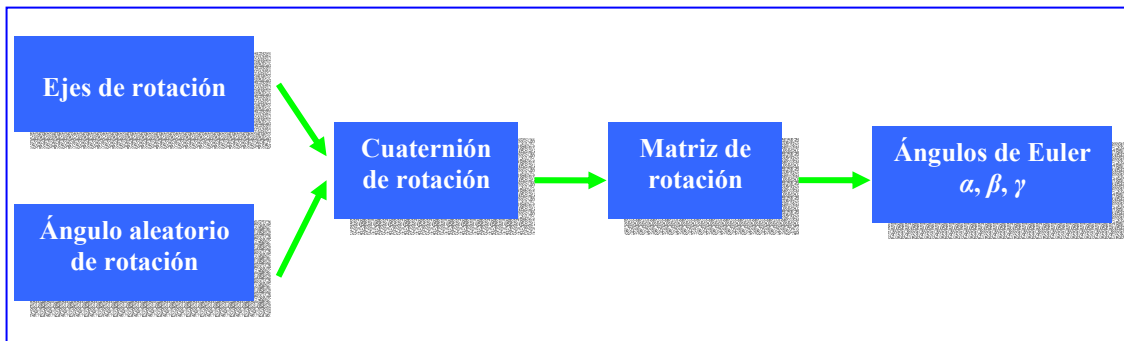 Ejes de rotación
Ángulo aleatorio
de rotación
Cuaternión
de rotación
Matriz de
rotación
Ángulos de Euler
α, β, γ